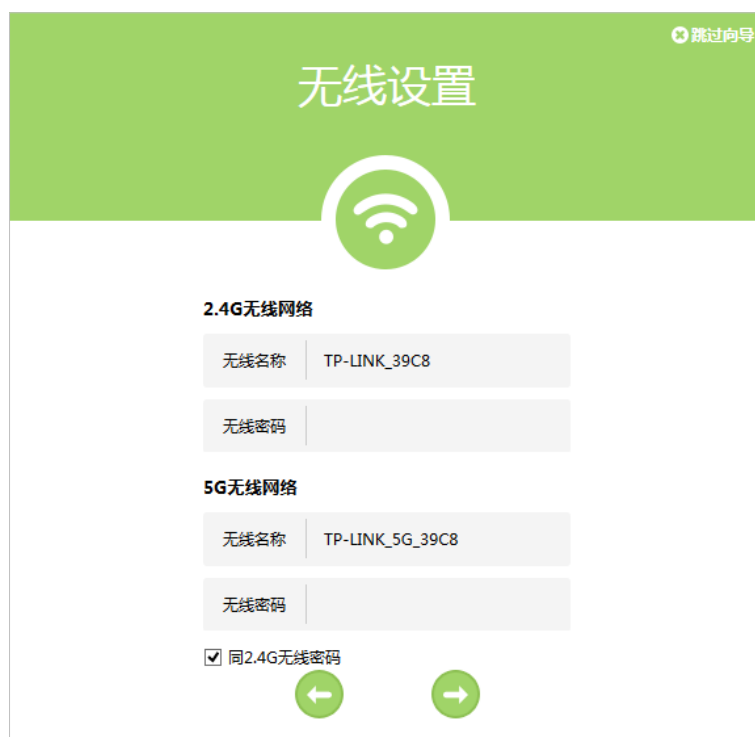 跳过向导
无线设置
2.4G无线网络
无线名称 TP-LINK_39C8
无线密码
5G无线网络
无线名称 TP-LINK_5G_39C8
无线密码
同2.4G无线密码